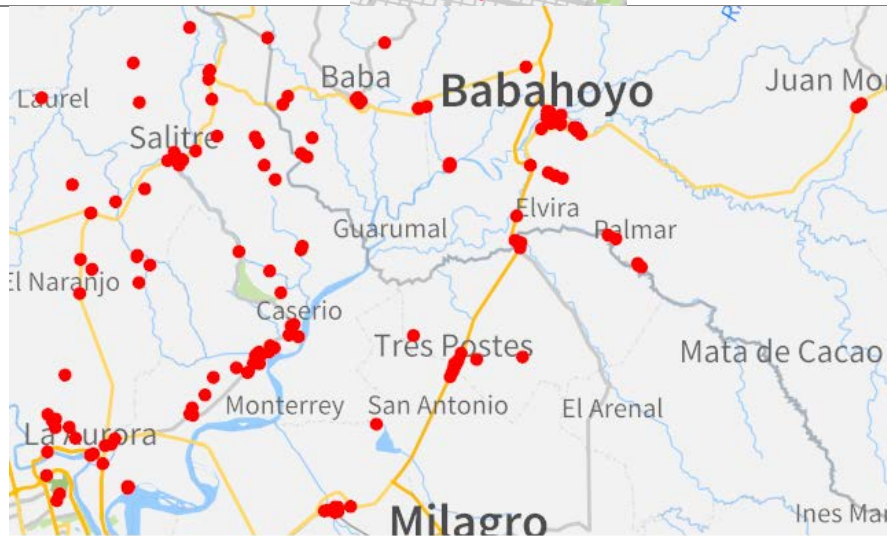 Baba
Babahoyo
Juan Mon
Laurel
Salitre
Elvira
Guarumal
Palmar
El Naranjo
Caserio
Tres Postes
Mata de Cacao
Monterrey
San Antonio
El Arenal
La Aurora
Milagro
Ines Mar